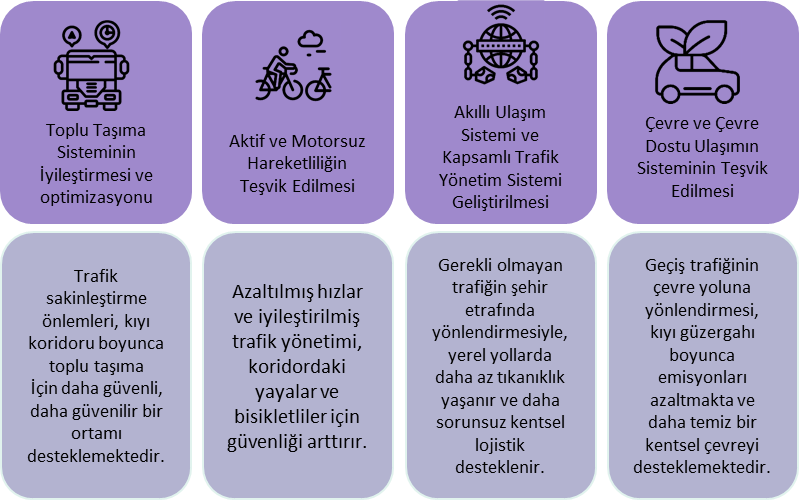 Toplu Taşıma
Sisteminin
İyileştirmesi ve
optimizasyonu
Aktif ve Motorsuz
Hareketliliğin
Teşvik Edilmesi
Akıllı Ulaşım
Sistemi ve
Kapsamlı Trafik
Yönetim Sistemi
Geliştirilmesi
Çevre ve Çevre
Dostu Ulaşımın
Sisteminin Teşvik
Edilmesi
Trafik
sakinleştirme
önlemleri, kıyı
koridoru boyunca
toplu taşıma
İçin daha güvenli,
daha güvenilir bir
ortamı
desteklemektedir.
Azaltılmış hızlar
ve iyileştirilmiş
trafik yönetimi,
koridordaki
yayalar ve
bisikletliler için
güvenliği arttırır.
Gerekli olmayan
trafiğin şehir
etrafında
yönlendirmesiyle,
yerel yollarda
daha az tıkanıklık
yaşanır ve daha
sorunsuz kentsel
lojistik
desteklenir.
Geçiş trafiğinin
çevre yoluna
yönlendirmesi,
kıyı güzergahı
boyunca
emisyonları
azaltmakta ve
daha temiz bir
kentsel çevreyi
desteklemektedir.